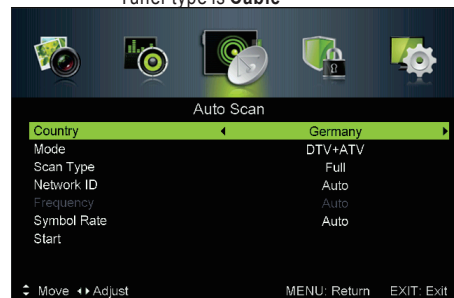 Tuner type is Cable
Auto Scan
Country Germany
Mode DTV+ATV
Scan Type Full
Network ID Auto
Frequency Auto
Symbol Rate Auto
Start
Move Adjust MENU: Return EXIT: Exit